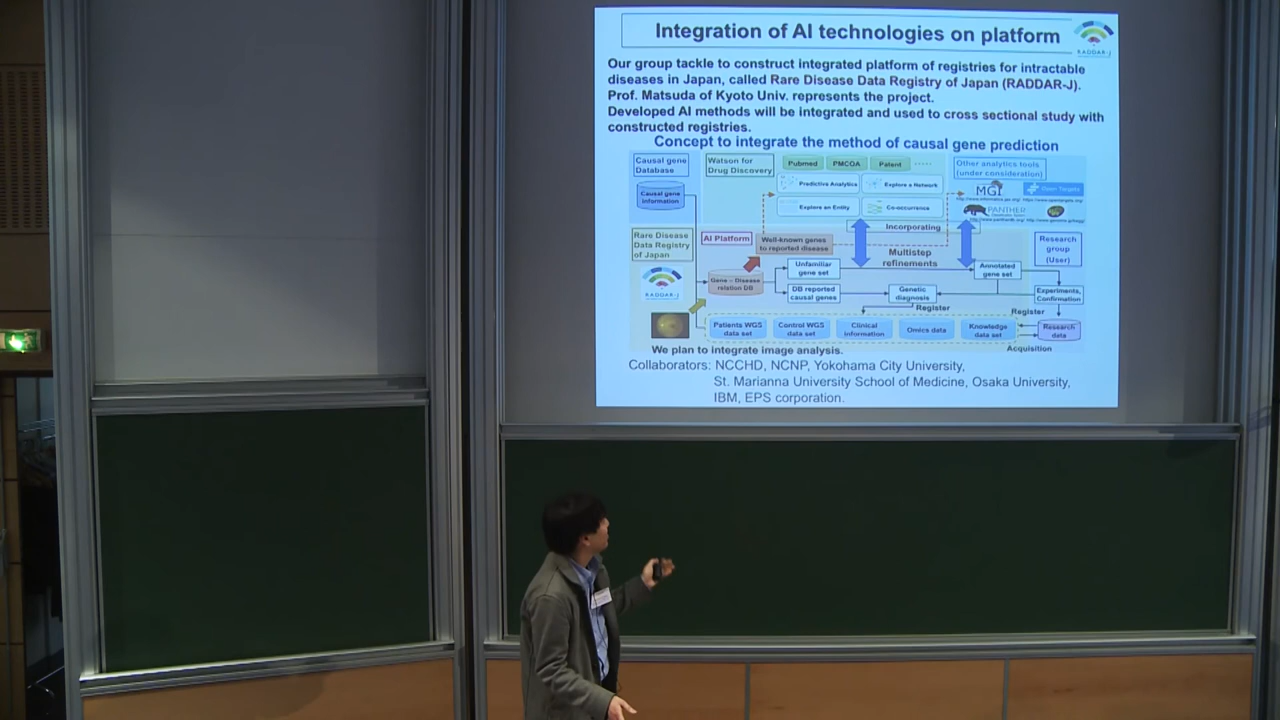 Integration of AI technologies on platform
RADDAR-J
Our group tackle to construct integrated platform of registries for intractable
diseases in Japan, called Rare Disease Data Registry of Japan (RADDAR-J).
Prof. Matsuda of Kyoto Univ. represents the project.
Developed AI methods will be integrated and used to cross sectional study with
constructed registries.
Concept to integrate the method of causal gene prediction
Causal gene
Database
Causal gene
information
Watson for
Drug Discovery
Pubmed
PMCOA
Patent
Predictive Analytics
Explore a Network
Explore an Entity
Co-occurrence
Other analytics tools
(under consideration)
MGI
Open Targets
PANTHER
Incorporating
Rare Disease
Data Registry
of Japan
RADDAR-J
AI Platform
Well-known genes
to reported disease
Multistep
refinements
Research
group
(User)
Gene – Disease
relation DB
Unfamiliar
gene set
DB reported
causal genes
Genetic
diagnosis
Annotated
gene set
Experiments,
Confirmation
Register
Register
Patients WGS
data set
Control WGS
data set
Clinical
information
Omics data
Knowledge
data set
Research
data
Acquisition
We plan to integrate image analysis.
Collaborators: NCCHD, NCNP, Yokohama City University,
St. Marianna University School of Medicine, Osaka University,
IBM, EPS corporation.